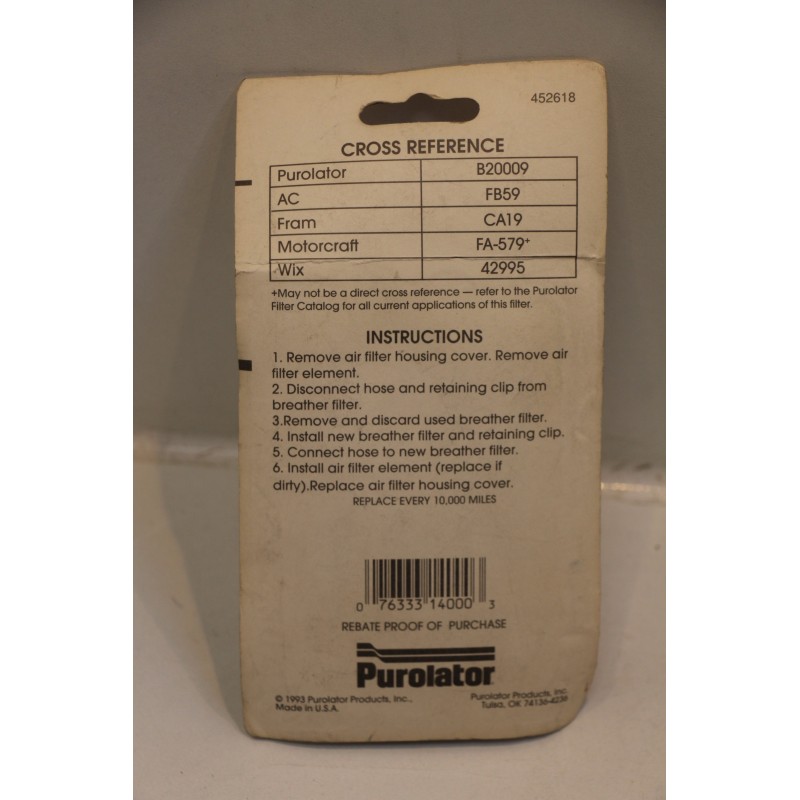 452618
CROSS REFERENCE
Purolator B20009
AC FB59
Fram CA19
Motorcraft FA-579+
Wix 42995
+May not be a direct cross reference — refer to the Purolator
Filter Catalog for all current applications of this filter.
INSTRUCTIONS
1. Remove air filter housing cover. Remove air
filter element.
2. Disconnect hose and retaining clip from
breather filter.
3.Remove and discard used breather filter.
4. Install new breather filter and retaining clip.
5. Connect hose to new breather filter.
6. Install air filter element (replace if
dirty).Replace air filter housing cover.
REPLACE EVERY 10,000 MILES
0 76333 14000 3
REBATE PROOF OF PURCHASE
Purolator
© 1993 Purolator Products, Inc.,
Made in U.S.A.
Purolator Products, Inc.
Tulsa, OK 74136-4236